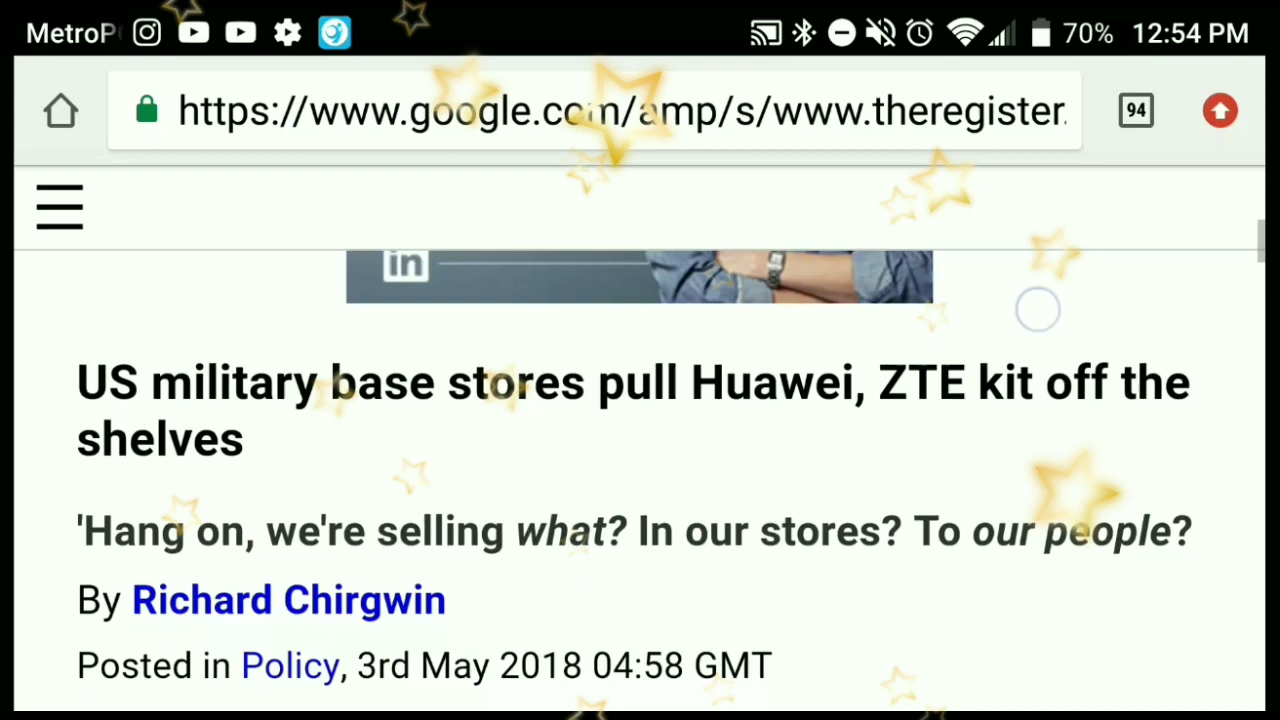 MetroP 70% 12:54 PM
https://www.google.com/amp/s/www.theregister. 94
in
US military base stores pull Huawei, ZTE kit off the
shelves
'Hang on, we're selling what? In our stores? To our people?
By Richard Chirgwin
Posted in Policy, 3rd May 2018 04:58 GMT